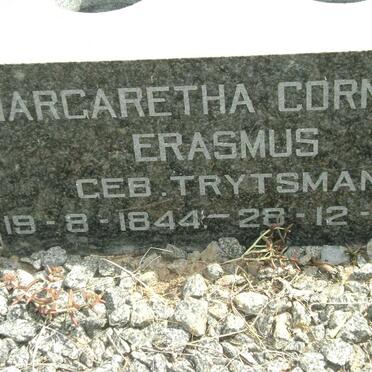 MARGARETHA CORN
ERASMUS
GEB. TRYTSMAN
19-8-1844 - 28-12-